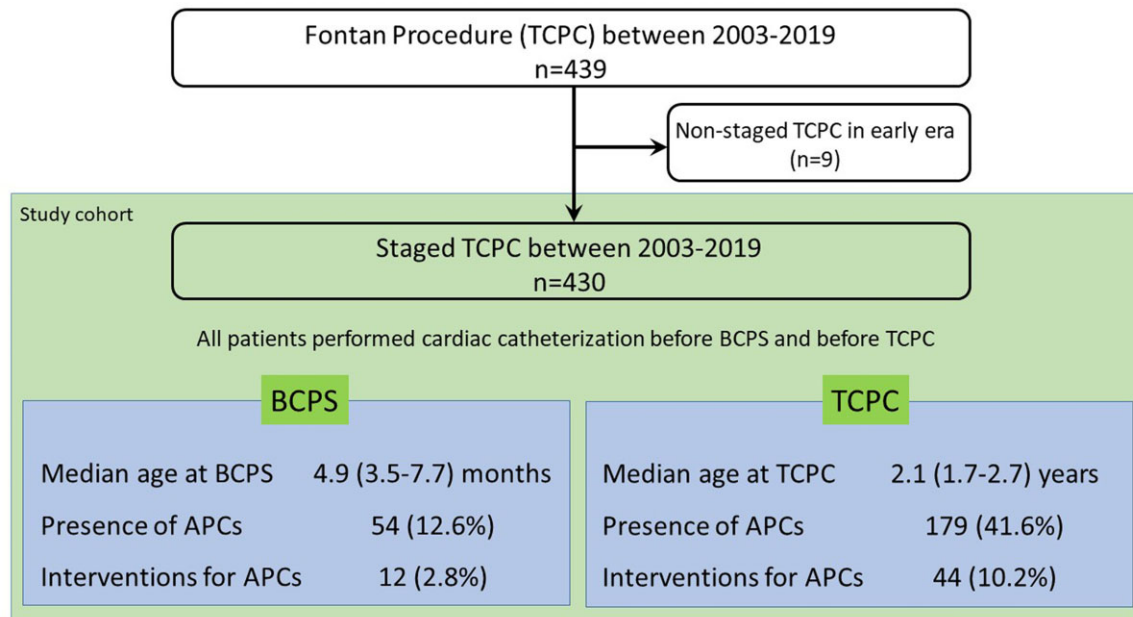 Fontan Procedure (TCPC) between 2003-2019
n=439
Non-staged TCPC in early era
(n=9)
Study cohort
Staged TCPC between 2003-2019
n=430
All patients performed cardiac catheterization before BCPS and before TCPC
BCPS
Median age at BCPS 4.9 (3.5-7.7) months
Presence of APCs 54 (12.6%)
Interventions for APCs 12 (2.8%)
TCPC
Median age at TCPC 2.1 (1.7-2.7) years
Presence of APCs 179 (41.6%)
Interventions for APCs 44 (10.2%)